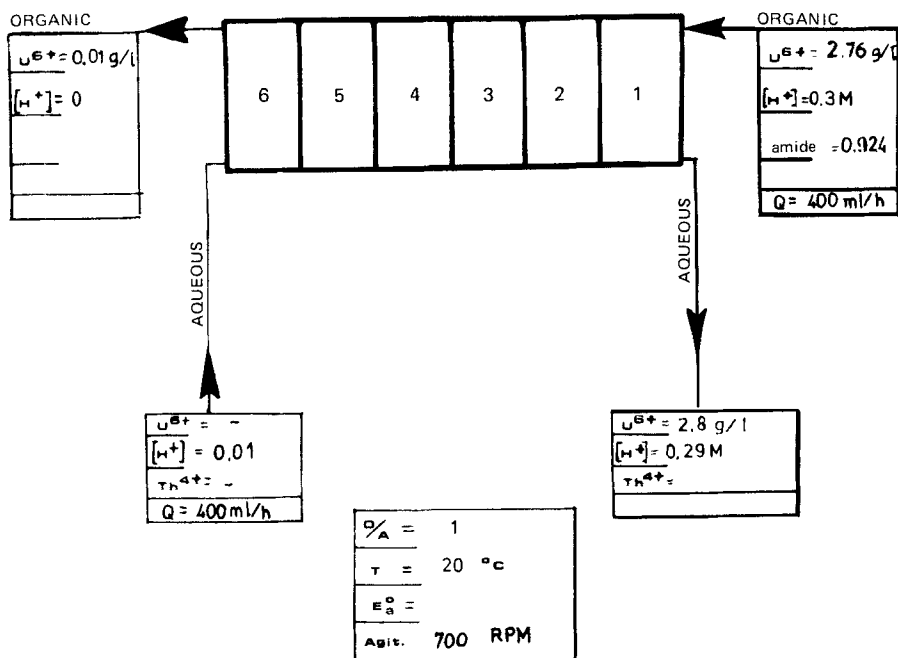 ORGANIC
U6+ = 0,01 g/l
[H+] = 0
6
5
4
3
2
1
ORGANIC
U6+ = 2.76 g/l
[H+] = 0.3 M
amide = 0.924
Q = 400 ml/h
AQUEOUS
AQUEOUS
U6+ = -
[H+] = 0.01
Th4+ = -
Q = 400 ml/h
U6+ = 2.8 g/l
[H+] = 0,29 M
Th4+ =
O/A = 1
T = 20 °C
E°a =
Agit. 700 RPM